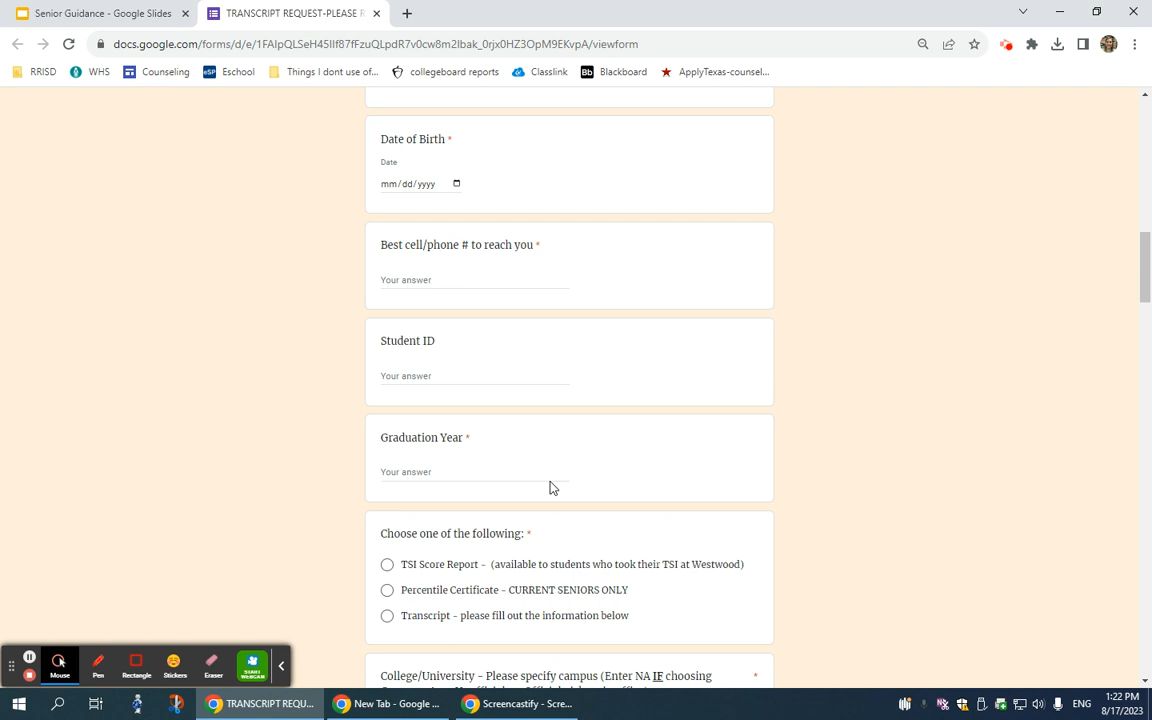 Senior Guidance - Google Slides
TRANSCRIPT REQUEST-PLEASE R
docs.google.com/forms/d/e/1FAIpQLSeH45IIf87fFzuQLpdR7v0cw8m2Ibak_0rjx0HZ3OpM9EKvpA/viewform
RRISD
WHS
Counseling
eSP Eschool
Things I dont use of...
collegeboard reports
Classlink
Bb Blackboard
ApplyTexas-counsel...
Date of Birth *
Date
mm/dd/yyyy
Best cell/phone # to reach you *
Your answer
Student ID
Your answer
Graduation Year *
Your answer
Choose one of the following: *
TSI Score Report - (available to students who took their TSI at Westwood)
Percentile Certificate - CURRENT SENIORS ONLY
Transcript - please fill out the information below
College/University - Please specify campus (Enter NA IF choosing *
Mouse
Pen
Rectangle
Stickers
Eraser
START WEBCAM
TRANSCRIPT REQU...
New Tab - Google ...
Screencastify - Scre...
ENG
1:22 PM
8/17/2023